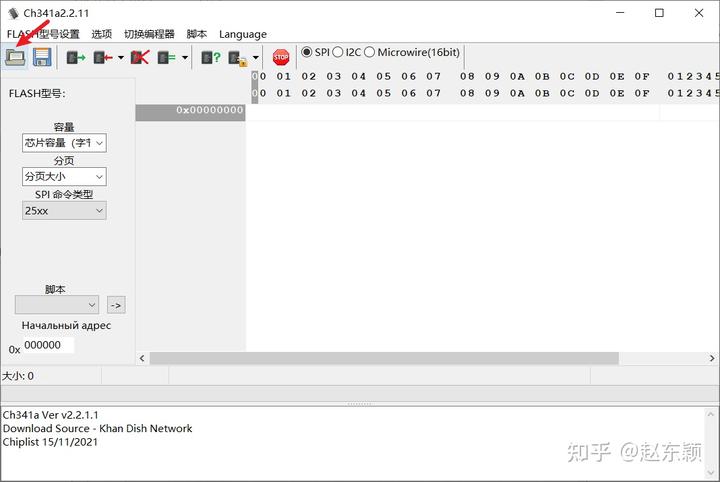 Ch341a2.2.11
FLASH型号设置 选项 切换编程器 脚本 Language
STOP SPI I2C Microwire(16bit)
00 01 02 03 04 05 06 07 08 09 0A 0B 0C 0D 0E 0F 012345
00 01 02 03 04 05 06 07 08 09 0A 0B 0C 0D 0E 0F 012345
FLASH型号:
0x00000000
容量
芯片容量（字节
分页
分页大小
SPI 命令类型
25xx
脚本
->
Начальный адрес
0x 000000
大小: 0
Ch341a Ver v2.2.1.1
Download Source - Khan Dish Network
Chiplist 15/11/2021
知乎 @赵东颖